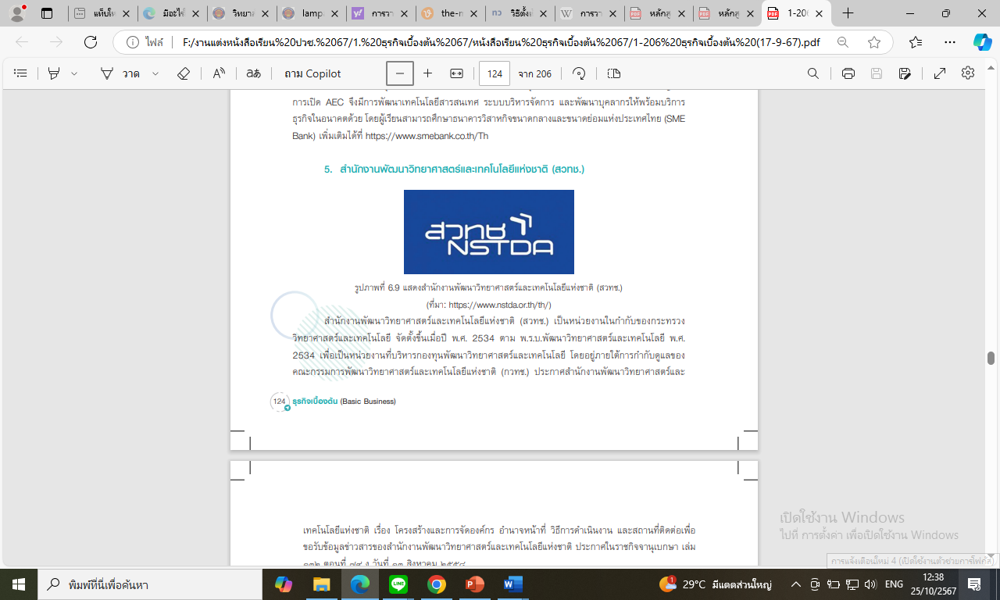 แท็บให
มีอะไร
วิทยาส
lampa
การวา
the-n
วิธีตั้งห
การวา
หลักสู
หลักสู
1-20
ไฟล์
F:/งานแต่งหนังสือเรียน%20ปวช.%2067/1.%20ธุรกิจเบื้องต้น%2067/หนังสือเรียน%20ธุรกิจเบื้องต้น%2067/1-206%20ธุรกิจเบื้องต้น%20(17-9-67).pdf
วาด
aあ
ถาม Copilot
124
จาก 206
การเปิด AEC จึงมีการพัฒนาเทคโนโลยีสารสนเทศ ระบบบริหารจัดการ และพัฒนาบุคลากรให้พร้อมบริการ
ธุรกิจในอนาคตด้วย โดยผู้เรียนสามารถศึกษาธนาคารวิสาหกิจขนาดกลางและขนาดย่อมแห่งประเทศไทย (SME
Bank) เพิ่มเติมได้ที่ https://www.smebank.co.th/Th
5. สำนักงานพัฒนาวิทยาศาสตร์และเทคโนโลยีแห่งชาติ (สวทช.)
สวทช
NSTDA
รูปภาพที่ 6.9 แสดงสำนักงานพัฒนาวิทยาศาสตร์และเทคโนโลยีแห่งชาติ (สวทช.)
(ที่มา: https://www.nstda.or.th/th/)
สำนักงานพัฒนาวิทยาศาสตร์และเทคโนโลยีแห่งชาติ (สวทช.) เป็นหน่วยงานในกำกับของกระทรวง
วิทยาศาสตร์และเทคโนโลยี จัดตั้งขึ้นเมื่อปี พ.ศ. 2534 ตาม พ.ร.บ.พัฒนาวิทยาศาสตร์และเทคโนโลยี พ.ศ.
2534 เพื่อเป็นหน่วยงานที่บริหารกองทุนพัฒนาวิทยาศาสตร์และเทคโนโลยี โดยอยู่ภายใต้การกำกับดูแลของ
คณะกรรมการพัฒนาวิทยาศาสตร์และเทคโนโลยีแห่งชาติ (กวทช.) ประกาศสำนักงานพัฒนาวิทยาศาสตร์และ
124 ธุรกิจเบื้องต้น (Basic Business)
เทคโนโลยีแห่งชาติ เรื่อง โครงสร้างและการจัดองค์กร อำนาจหน้าที่ วิธีการดำเนินงาน และสถานที่ติดต่อเพื่อ
ขอรับข้อมูลข่าวสารของสำนักงานพัฒนาวิทยาศาสตร์และเทคโนโลยีแห่งชาติ ประกาศในราชกิจจานุเบกษา เล่ม
เปิดใช้งาน Windows
ไปที่ การตั้งค่า เพื่อเปิดใช้งาน Windows
การแจ้งเตือนใหม่ 4 (เปิดใช้งานตัวช่วยการโฟกัส)
พิมพ์ที่นี่เพื่อค้นหา
29°C มีแดดส่วนใหญ่
ENG
12:38
25/10/2567